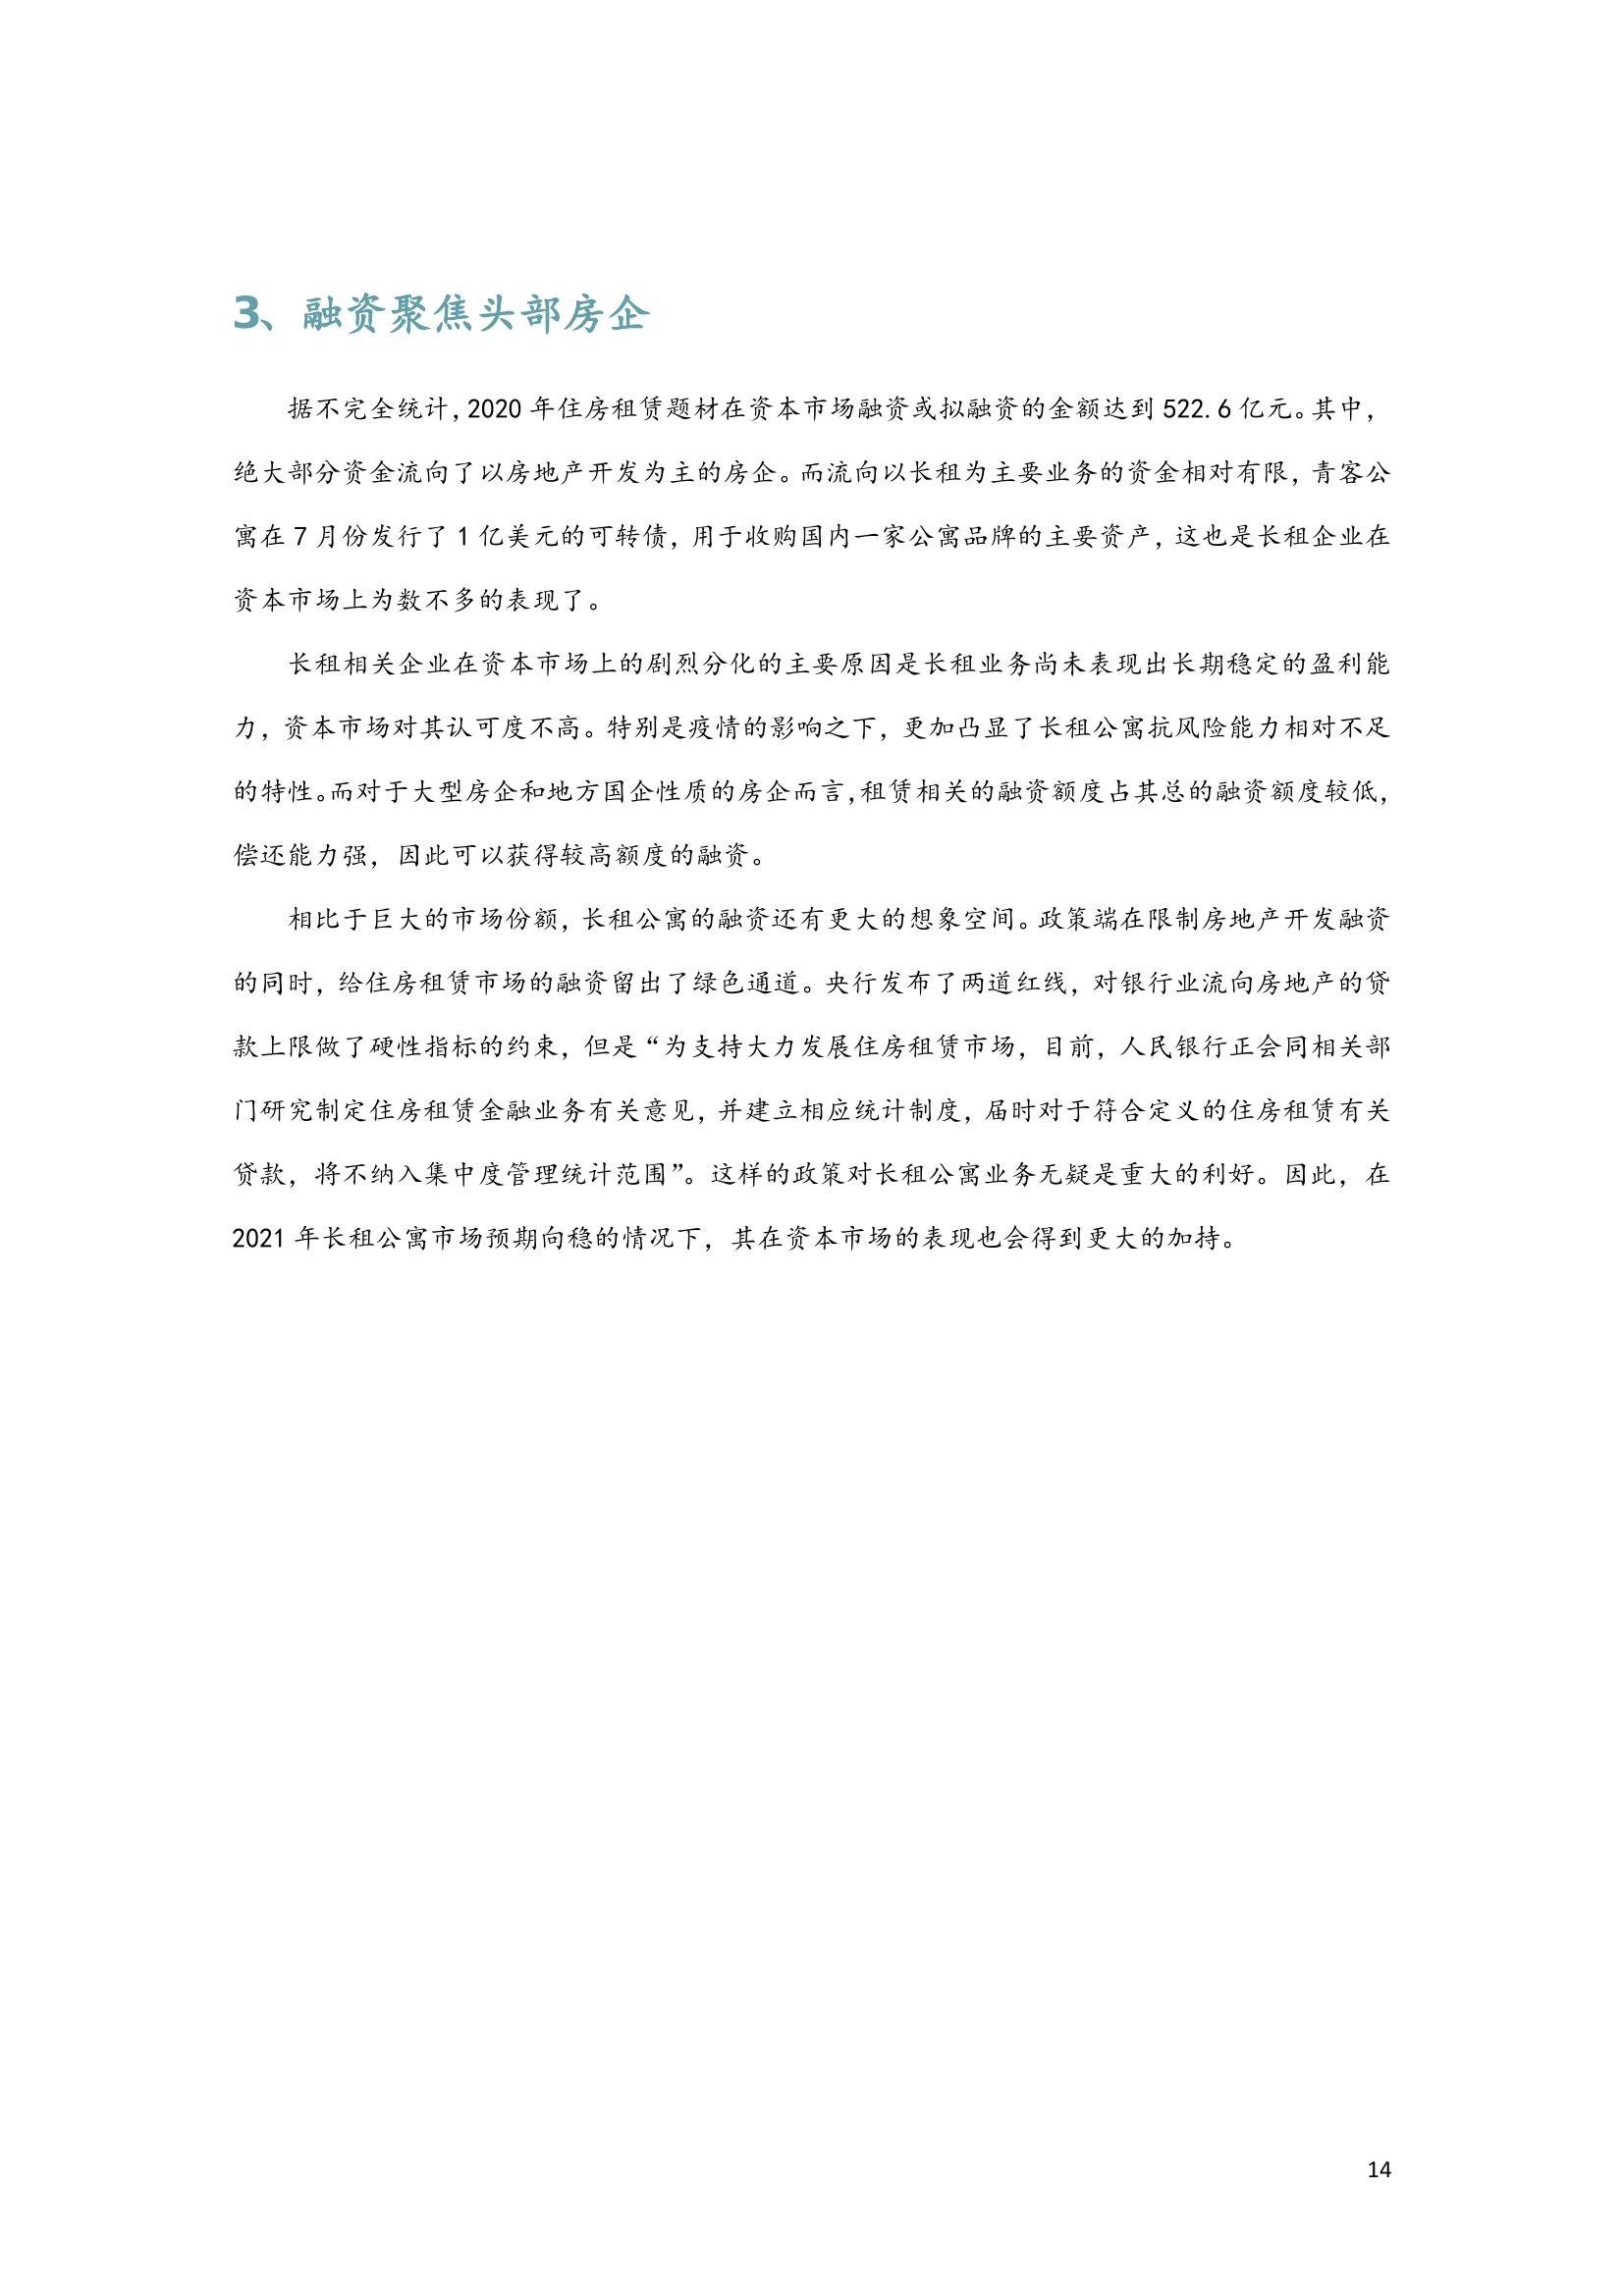 3、融资聚焦头部房企
据不完全统计，2020 年住房租赁题材在资本市场融资或拟融资的金额达到 522.6 亿元。其中，
绝大部分资金流向了以房地产开发为主的房企。而流向以长租为主要业务的资金相对有限，青客公
寓在 7 月份发行了 1 亿美元的可转债，用于收购国内一家公寓品牌的主要资产，这也是长租企业在
资本市场上为数不多的表现了。
长租相关企业在资本市场上的剧烈分化的主要原因是长租业务尚未表现出长期稳定的盈利能
力，资本市场对其认可度不高。特别是疫情的影响之下，更加凸显了长租公寓抗风险能力相对不足
的特性。而对于大型房企和地方国企性质的房企而言，租赁相关的融资额度占其总的融资额度较低，
偿还能力强，因此可以获得较高额度的融资。
相比于巨大的市场份额，长租公寓的融资还有更大的想象空间。政策端在限制房地产开发融资
的同时，给住房租赁市场的融资留出了绿色通道。央行发布了两道红线，对银行业流向房地产的贷
款上限做了硬性指标的约束，但是“为支持大力发展住房租赁市场，目前，人民银行正会同相关部
门研究制定住房租赁金融业务有关意见，并建立相应统计制度，届时对于符合定义的住房租赁有关
贷款，将不纳入集中度管理统计范围”。这样的政策对长租公寓业务无疑是重大的利好。因此，在
2021 年长租公寓市场预期向稳的情况下，其在资本市场的表现也会得到更大的加持。
14